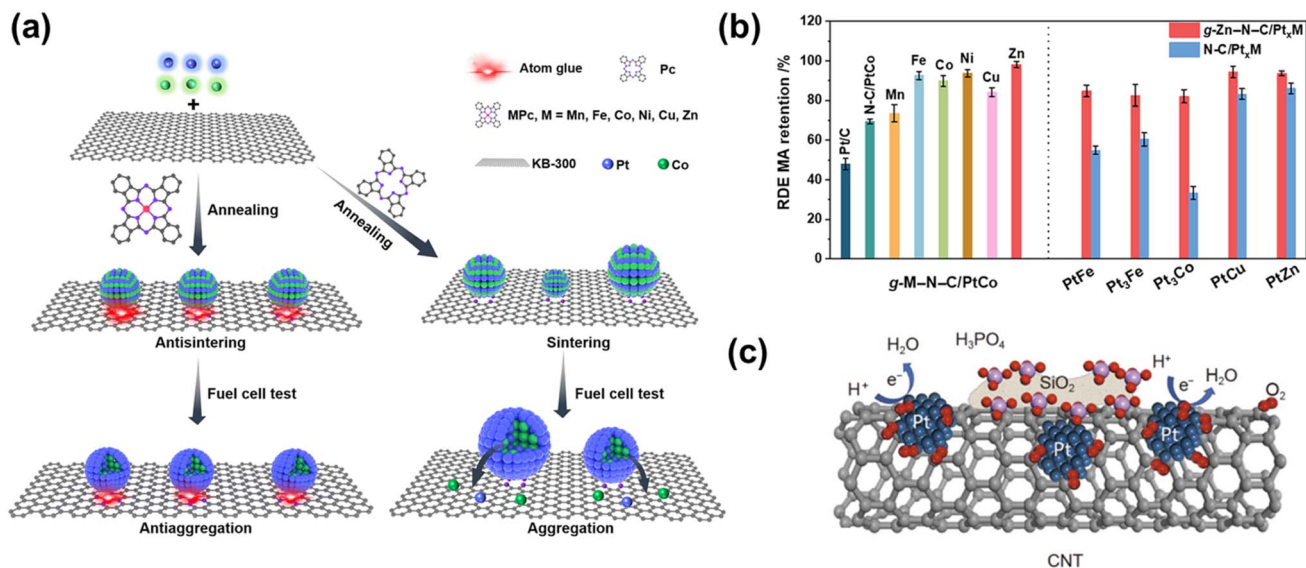 (a)
+
Atom glue
Pc
MPc, M = Mn, Fe, Co, Ni, Cu, Zn
KB-300
Pt
Co
Annealing
Annealing
Antisintering
Sintering
Fuel cell test
Fuel cell test
Antiaggregation
Aggregation
(b)
RDE MA retention /%
120
100
80
60
40
20
0
Pt/C
N-C/PtCo
Mn
Fe
Co
Ni
Cu
Zn
g-M–N–C/PtCo
g-Zn–N–C/PtₓM
N-C/PtₓM
PtFe
Pt₃Fe
Pt₃Co
PtCu
PtZn
(c)
H₂O
H₃PO₄
H⁺
e⁻
SiO₂
H⁺
e⁻
H₂O
O₂
Pt
Pt
Pt
CNT